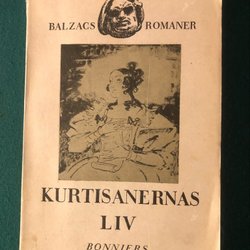 BALZACS ROMANER
KURTISANERNAS
LIV
BONNIERS